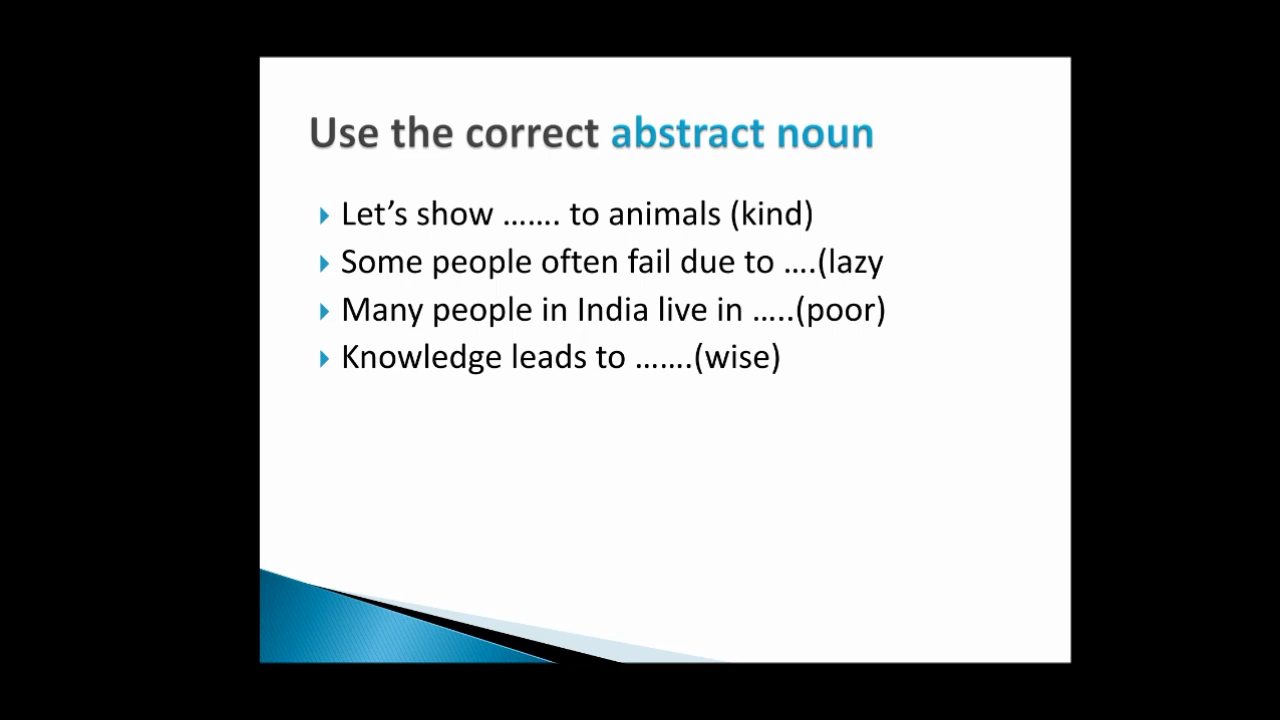 Use the correct abstract noun
Let’s show ……. to animals (kind)
Some people often fail due to ….(lazy
Many people in India live in …..(poor)
Knowledge leads to …….(wise)